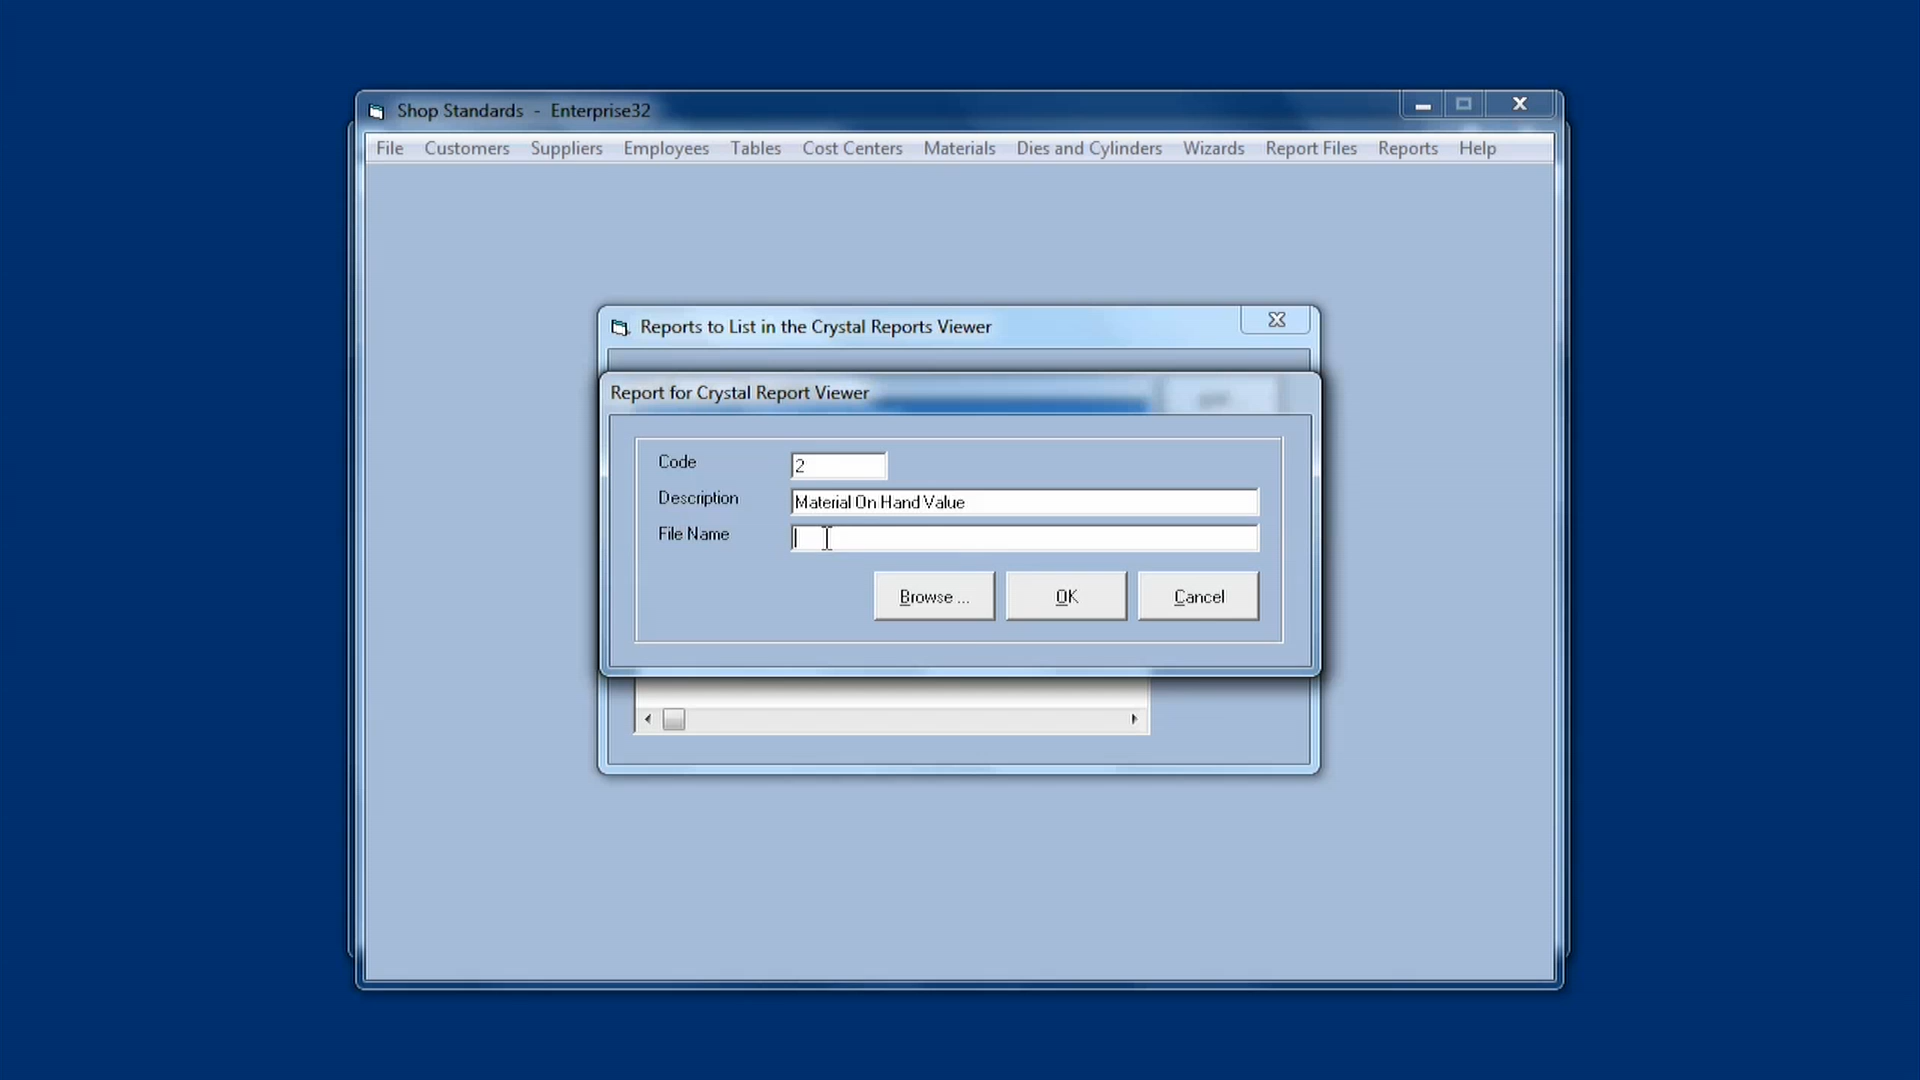 Shop Standards - Enterprise32
File Customers Suppliers Employees Tables Cost Centers Materials Dies and Cylinders Wizards Report Files Reports Help
Reports to List in the Crystal Reports Viewer
Report for Crystal Report Viewer
Code 2
Description Material On Hand Value
File Name
Browse ... OK Cancel